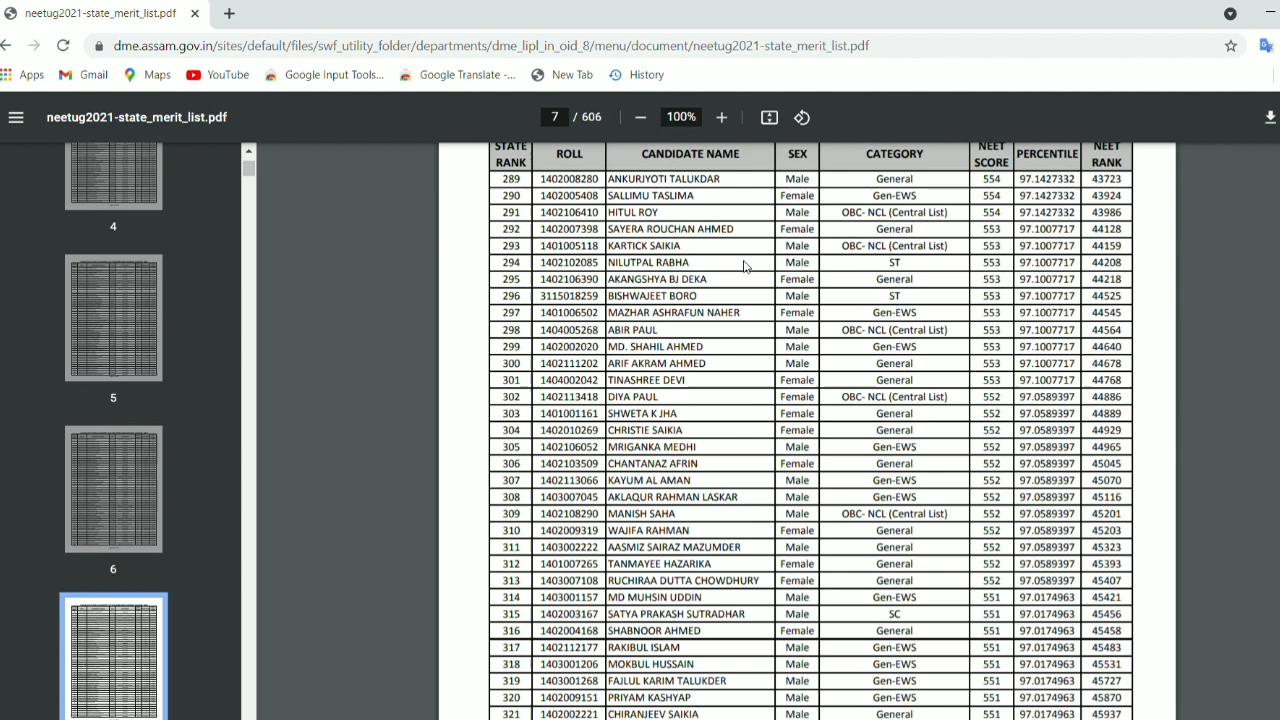 neetug2021-state_merit_list.pdf
dme.assam.gov.in/sites/default/files/swf_utility_folder/departments/dme_lipl_in_oid_8/menu/document/neetug2021-state_merit_list.pdf
Apps Gmail Maps YouTube Google Input Tools... Google Translate -... New Tab History
neetug2021-state_merit_list.pdf 7 / 606 — 100% +
4
5
6
STATE RANK ROLL CANDIDATE NAME SEX CATEGORY NEET SCORE PERCENTILE NEET RANK
289 1402008280 ANKURJYOTI TALUKDAR Male General 554 97.1427332 43723
290 1402005408 SALLIMU TASLIMA Female Gen-EWS 554 97.1427332 43924
291 1402106410 HITUL ROY Male OBC- NCL (Central List) 554 97.1427332 43986
292 1402007398 SAYERA ROUCHAN AHMED Female General 553 97.1007717 44128
293 1401005118 KARTICK SAIKIA Male OBC- NCL (Central List) 553 97.1007717 44159
294 1402102085 NILUTPAL RABHA Male ST 553 97.1007717 44208
295 1402106390 AKANGSHYA BJ DEKA Female General 553 97.1007717 44218
296 3115018259 BISHWAJEET BORO Male ST 553 97.1007717 44525
297 1401006502 MAZHAR ASHRAFUN NAHER Female Gen-EWS 553 97.1007717 44545
298 1404005268 ABIR PAUL Male OBC- NCL (Central List) 553 97.1007717 44564
299 1402002020 MD. SHAHIL AHMED Male Gen-EWS 553 97.1007717 44640
300 1402111202 ARIF AKRAM AHMED Male General 553 97.1007717 44678
301 1404002042 TINASHREE DEVI Female General 553 97.1007717 44768
302 1402113418 DIYA PAUL Female OBC- NCL (Central List) 552 97.0589397 44886
303 1401001161 SHWETA K JHA Female General 552 97.0589397 44889
304 1402010269 CHRISTIE SAIKIA Female General 552 97.0589397 44929
305 1402106052 MRIGANKA MEDHI Male Gen-EWS 552 97.0589397 44965
306 1402103509 CHANTANAZ AFRIN Female General 552 97.0589397 45045
307 1402113066 KAYUM AL AMAN Male Gen-EWS 552 97.0589397 45070
308 1403007045 AKLAQUR RAHMAN LASKAR Male Gen-EWS 552 97.0589397 45116
309 1402108290 MANISH SAHA Male OBC- NCL (Central List) 552 97.0589397 45201
310 1402009319 WAJIFA RAHMAN Female General 552 97.0589397 45203
311 1403002222 AASMIZ SAIRAZ MAZUMDER Male General 552 97.0589397 45323
312 1401007265 TANMAYEE HAZARIKA Female General 552 97.0589397 45393
313 1403007108 RUCHIRAA DUTTA CHOWDHURY Female General 552 97.0589397 45407
314 1403001157 MD MUHSIN UDDIN Male Gen-EWS 551 97.0174963 45421
315 1402003167 SATYA PRAKASH SUTRADHAR Male SC 551 97.0174963 45456
316 1402004168 SHABNOOR AHMED Female General 551 97.0174963 45458
317 1402112177 RAKIBUL ISLAM Male Gen-EWS 551 97.0174963 45483
318 1403001206 MOKBUL HUSSAIN Male Gen-EWS 551 97.0174963 45531
319 1403001268 FAJLUL KARIM TALUKDER Male Gen-EWS 551 97.0174963 45727
320 1402009151 PRIYAM KASHYAP Male Gen-EWS 551 97.0174963 45870
321 1402002221 CHIRANJEEV SAIKIA Male General 551 97.0174963 45937